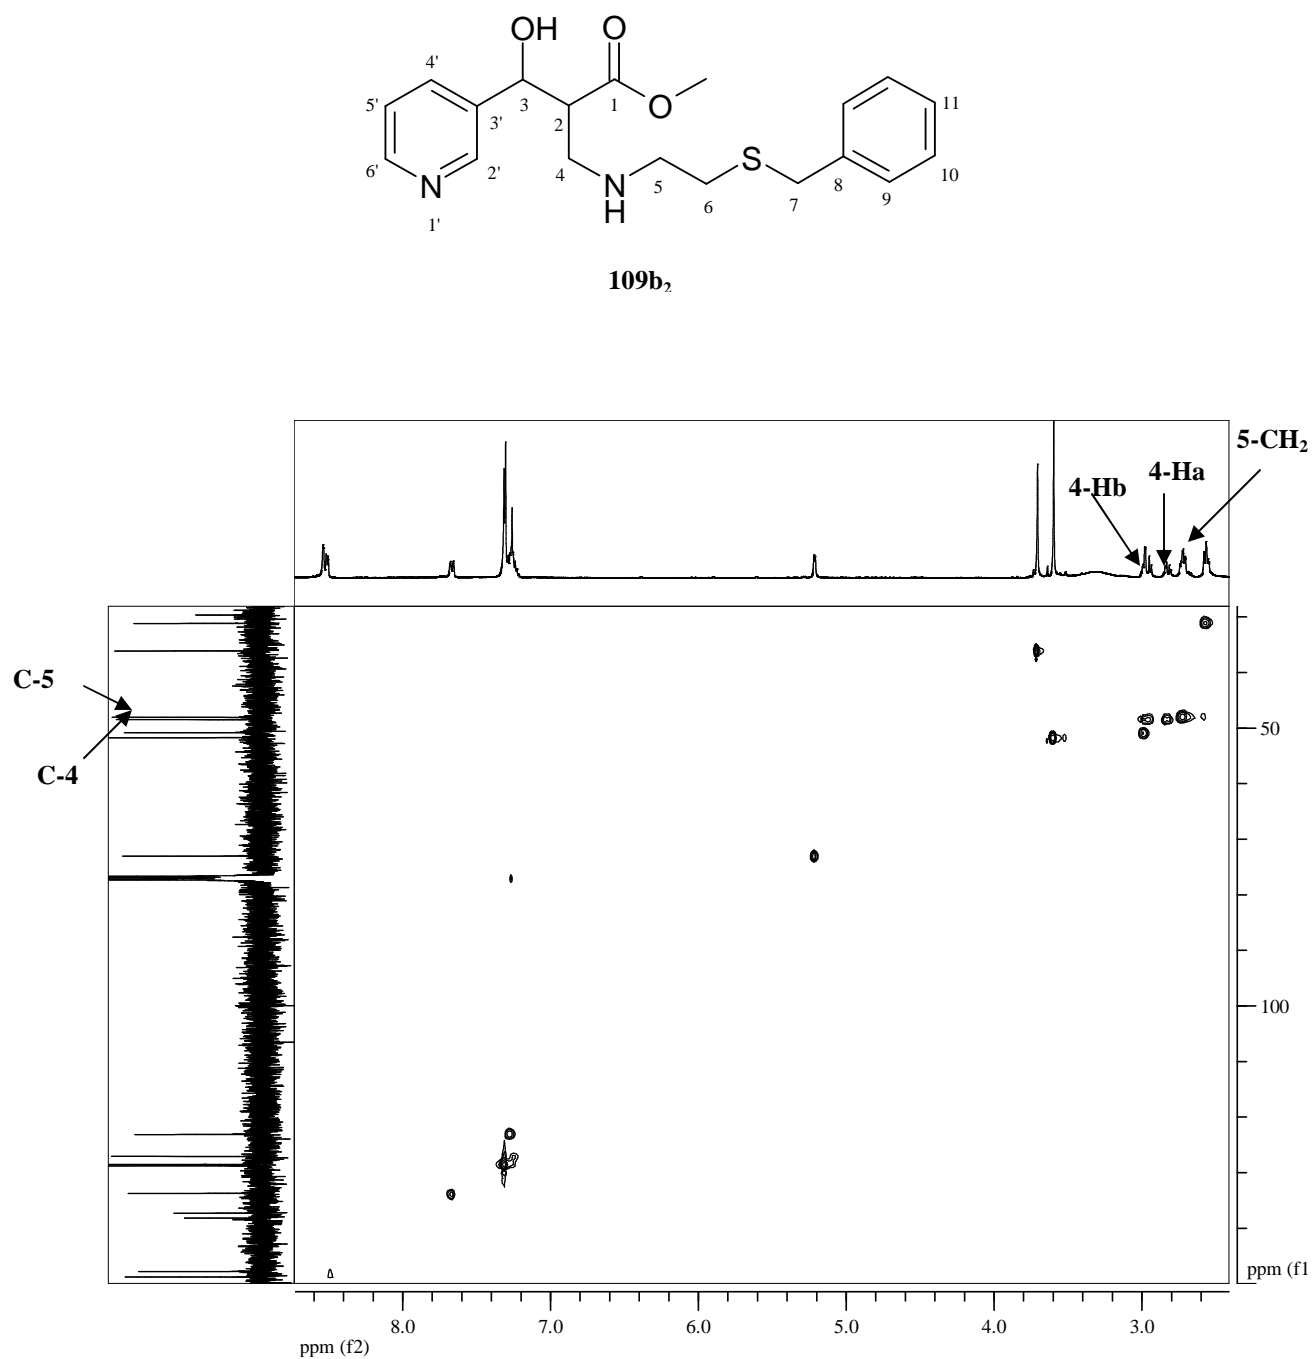 OH O
4'
5' 3 1 O 11
3' 2
S
6' 2' 10
N 4 N 5 8 9
1' H 6 7
109b₂
5-CH₂
4-Ha
4-Hb
C-5
50
C-4
100
ppm (f1
8.0 7.0 6.0 5.0 4.0 3.0
ppm (f2)